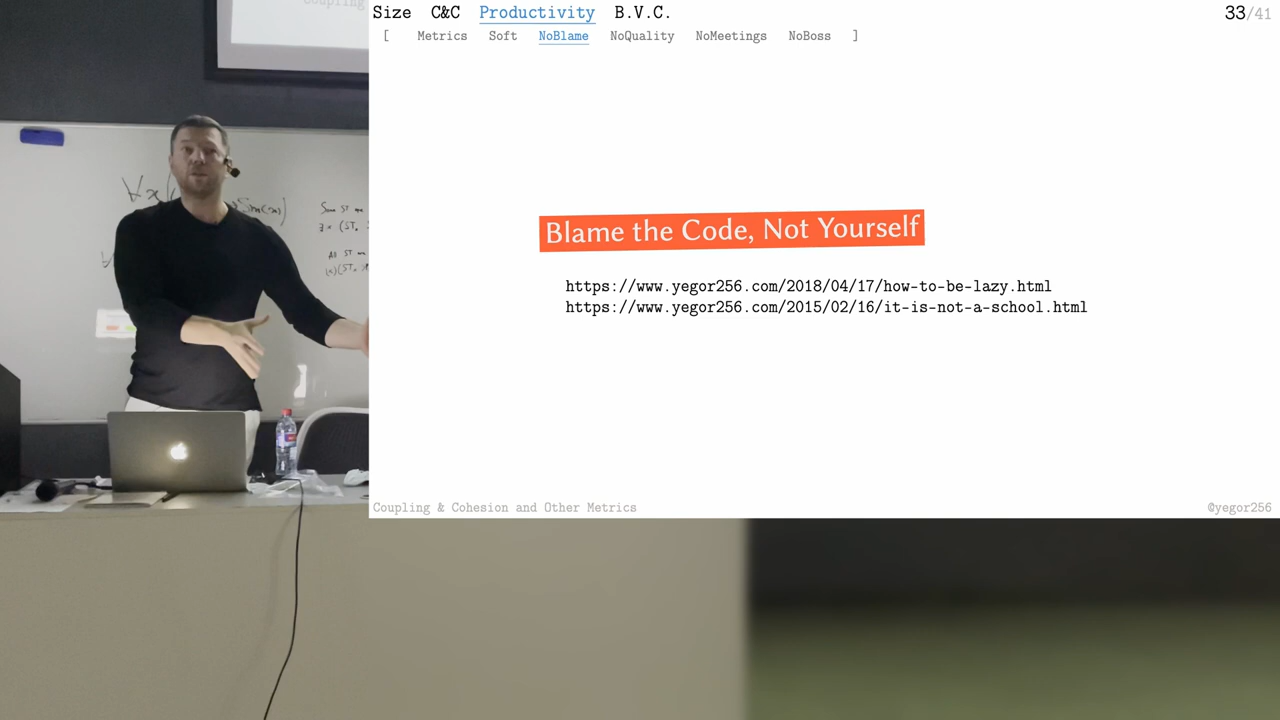 Size C&C Productivity B.V.C. 33/41
[ Metrics Soft NoBlame NoQuality NoMeetings NoBoss ]
Blame the Code, Not Yourself
https://www.yegor256.com/2018/04/17/how-to-be-lazy.html
https://www.yegor256.com/2015/02/16/it-is-not-a-school.html
Coupling & Cohesion and Other Metrics @yegor256
Coupling
∀x(